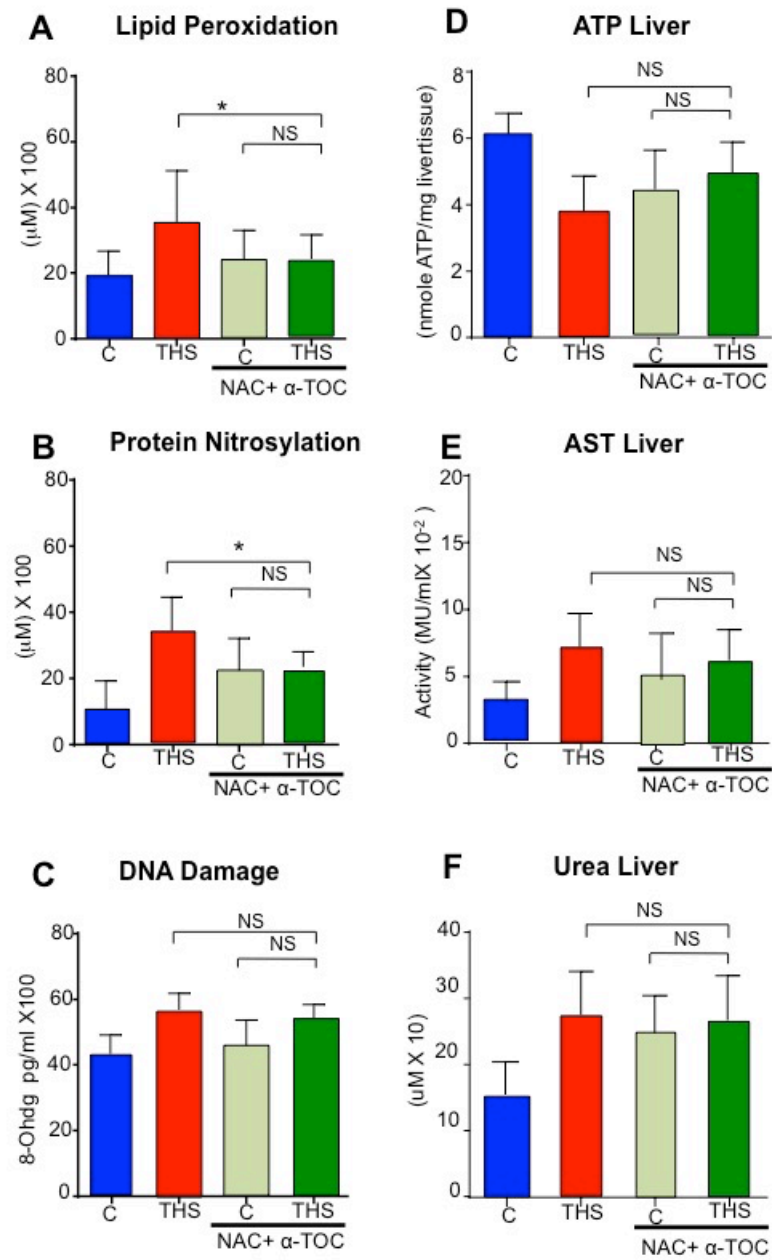 A Lipid Peroxidation
80
60
40
20
0
(μM) X 100
*
NS
C THS C THS
NAC+ α-TOC
B Protein Nitrosylation
80
60
40
20
0
(μM) X 100
*
NS
C THS C THS
NAC+ α-TOC
C DNA Damage
80
60
40
20
0
8-Ohdg pg/ml X100
NS
NS
C THS C THS
NAC+ α-TOC
D ATP Liver
8
6
4
2
0
(nmole ATP/mg livertissue)
NS
NS
C THS C THS
NAC+ α-TOC
E AST Liver
20
15
10
5
0
Activity (MU/mlX 10⁻²)
NS
NS
C THS C THS
NAC+ α-TOC
F Urea Liver
40
30
20
10
0
(uM X 10)
NS
NS
C THS C THS
NAC+ α-TOC